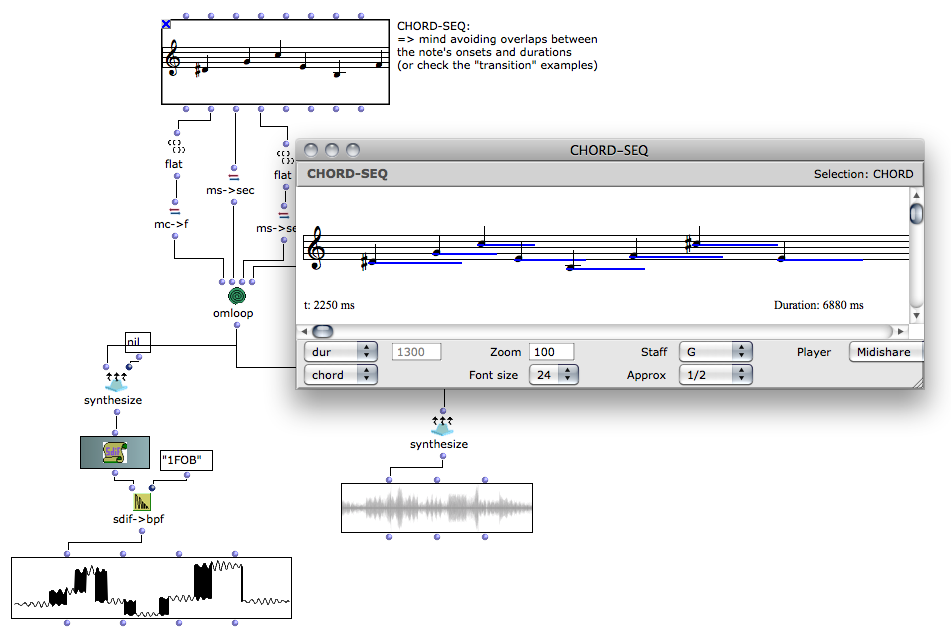 CHORD-SEQ:
=> mind avoiding overlaps between
the note's onsets and durations
(or check the "transition" examples)
flat
ms->sec
flat
mc->f
omloop
nil
synthesize
"1FOB"
sdif->bpf
CHORD-SEQ
CHORD-SEQ
Selection: CHORD
t: 2250 ms
Duration: 6880 ms
dur
1300
Zoom
100
Staff
G
Player
Midishare
chord
Font size
24
Approx
1/2
synthesize